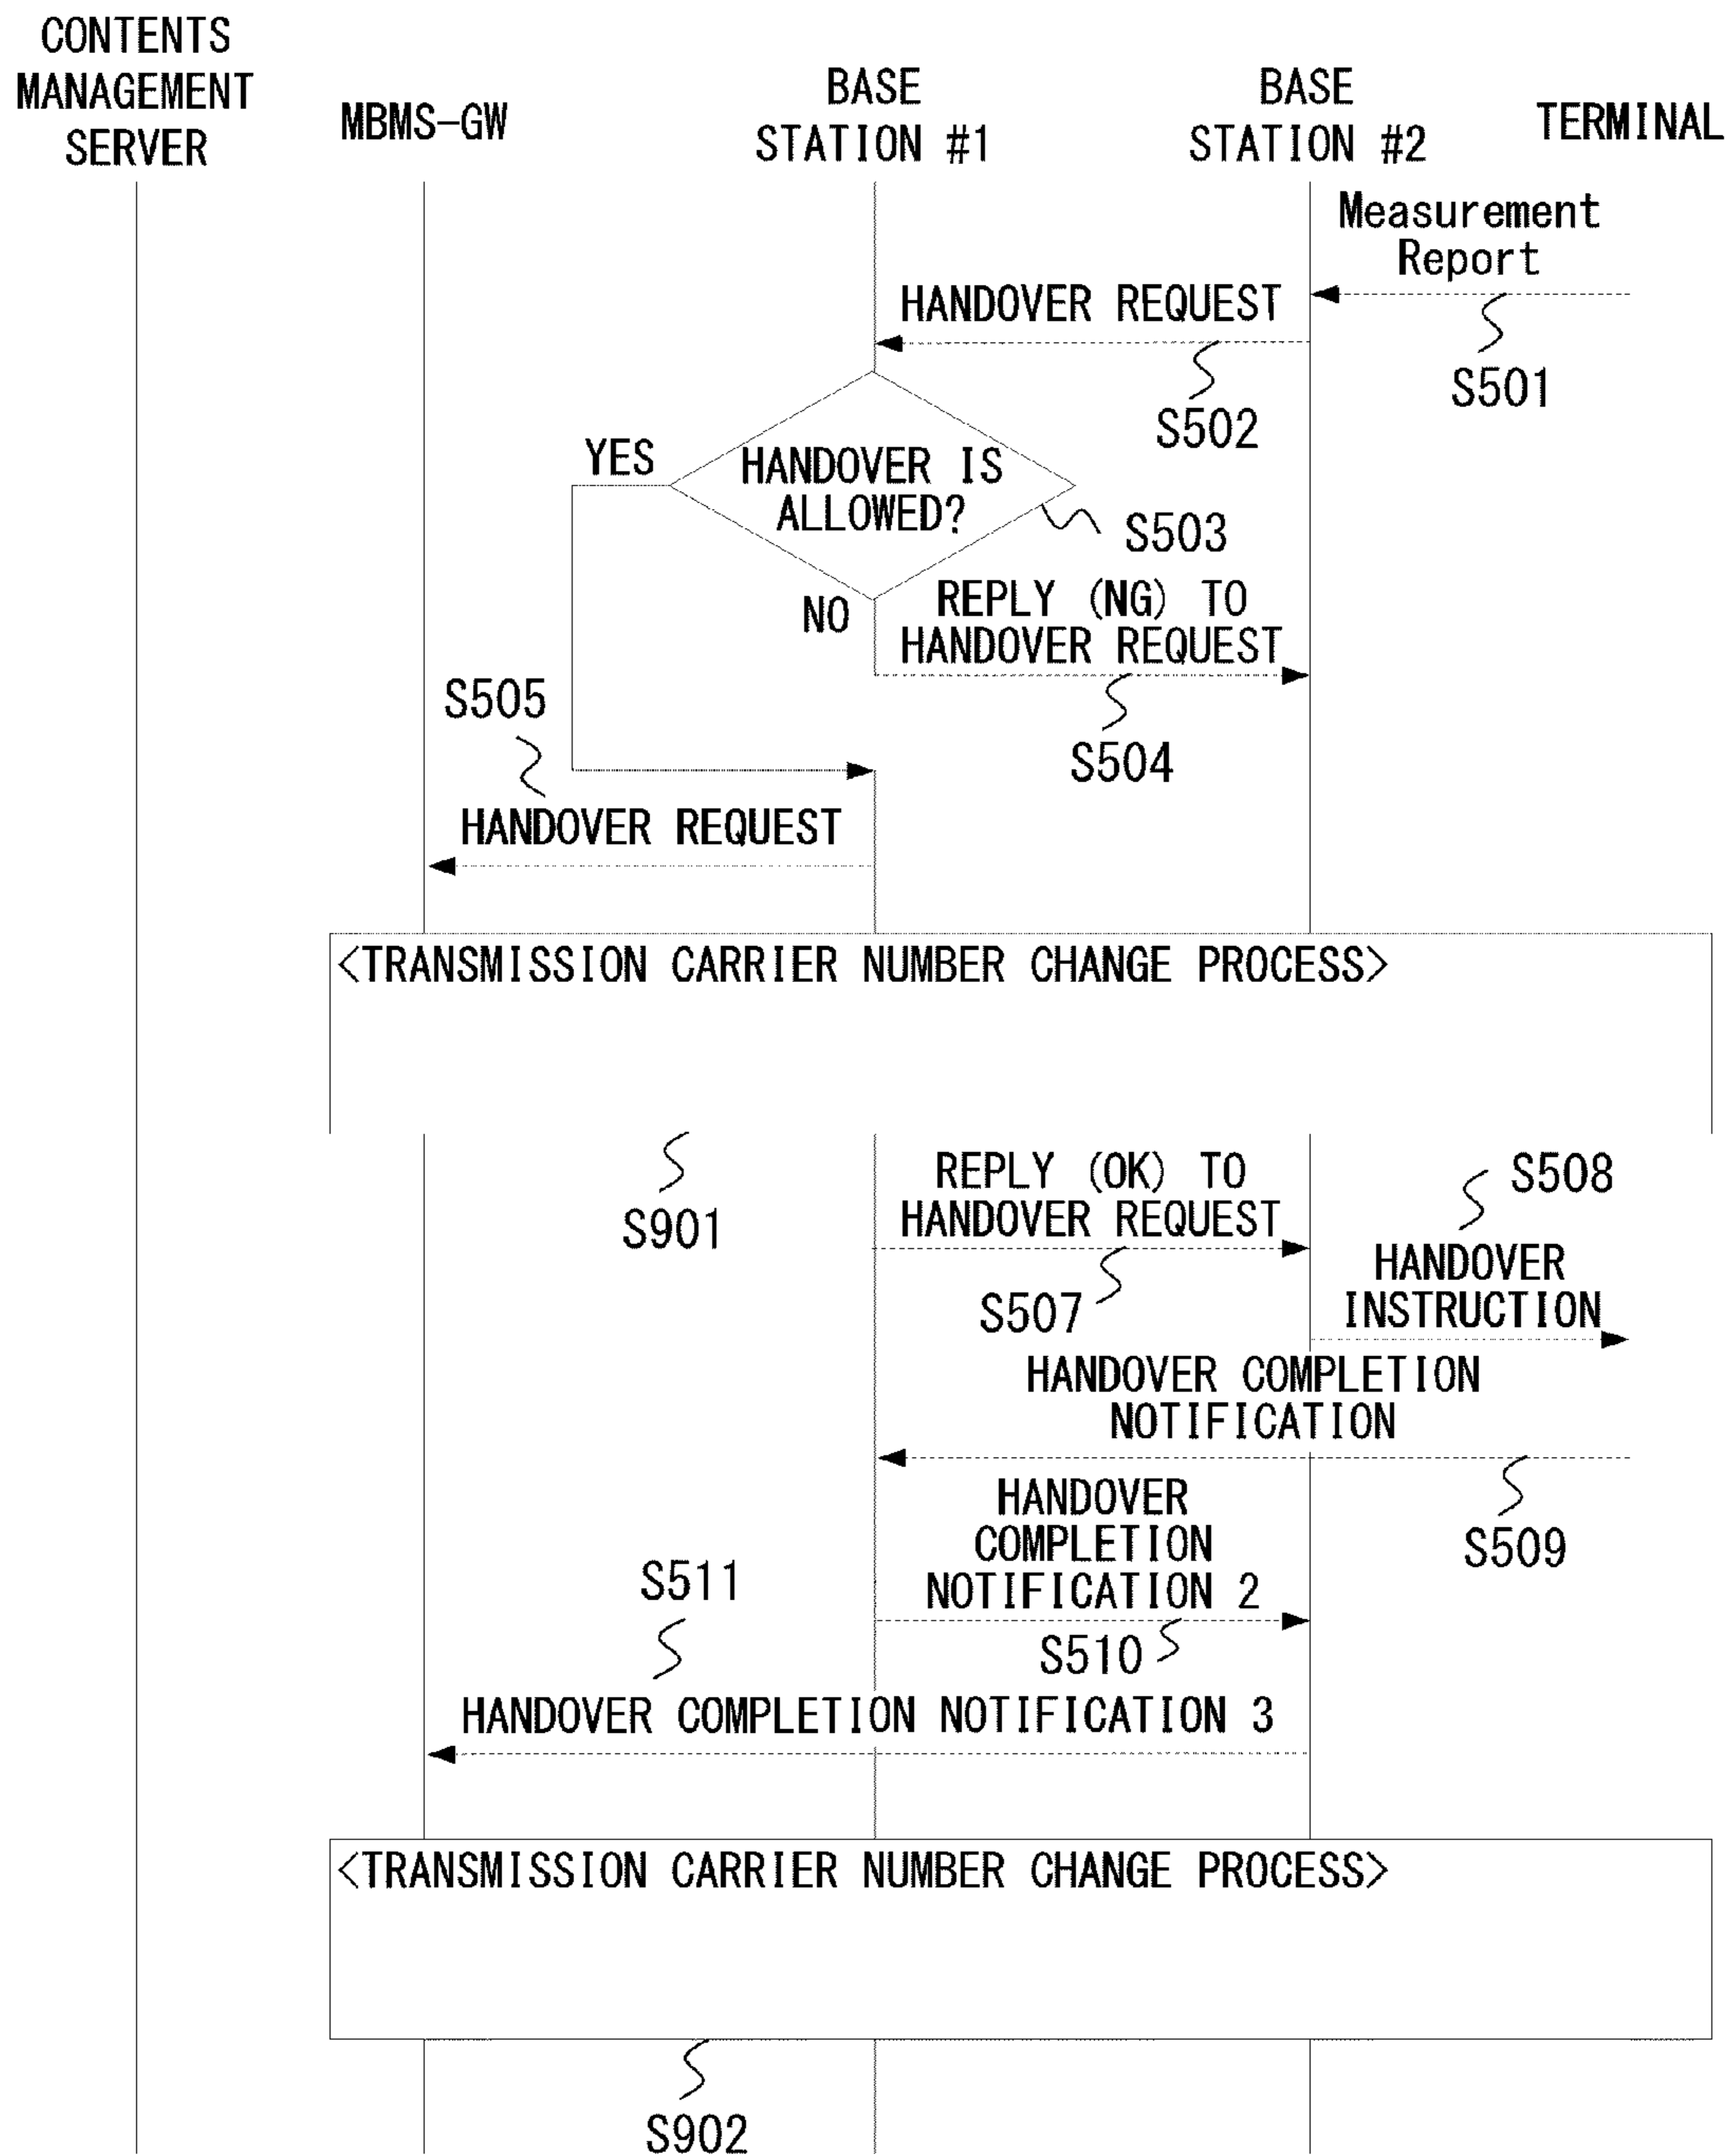 CONTENTS
MANAGEMENT
SERVER
MBMS-GW
BASE
STATION #1
BASE
STATION #2
TERMINAL
Measurement
Report
S501
HANDOVER REQUEST
S502
YES
HANDOVER IS
ALLOWED?
S503
NO
REPLY (NG) TO
HANDOVER REQUEST
S504
S505
HANDOVER REQUEST
<TRANSMISSION CARRIER NUMBER CHANGE PROCESS>
S901
REPLY (OK) TO
HANDOVER REQUEST
S507
S508
HANDOVER
INSTRUCTION
HANDOVER COMPLETION
NOTIFICATION
S509
HANDOVER
COMPLETION
NOTIFICATION 2
S510
S511
HANDOVER COMPLETION NOTIFICATION 3
<TRANSMISSION CARRIER NUMBER CHANGE PROCESS>
S902